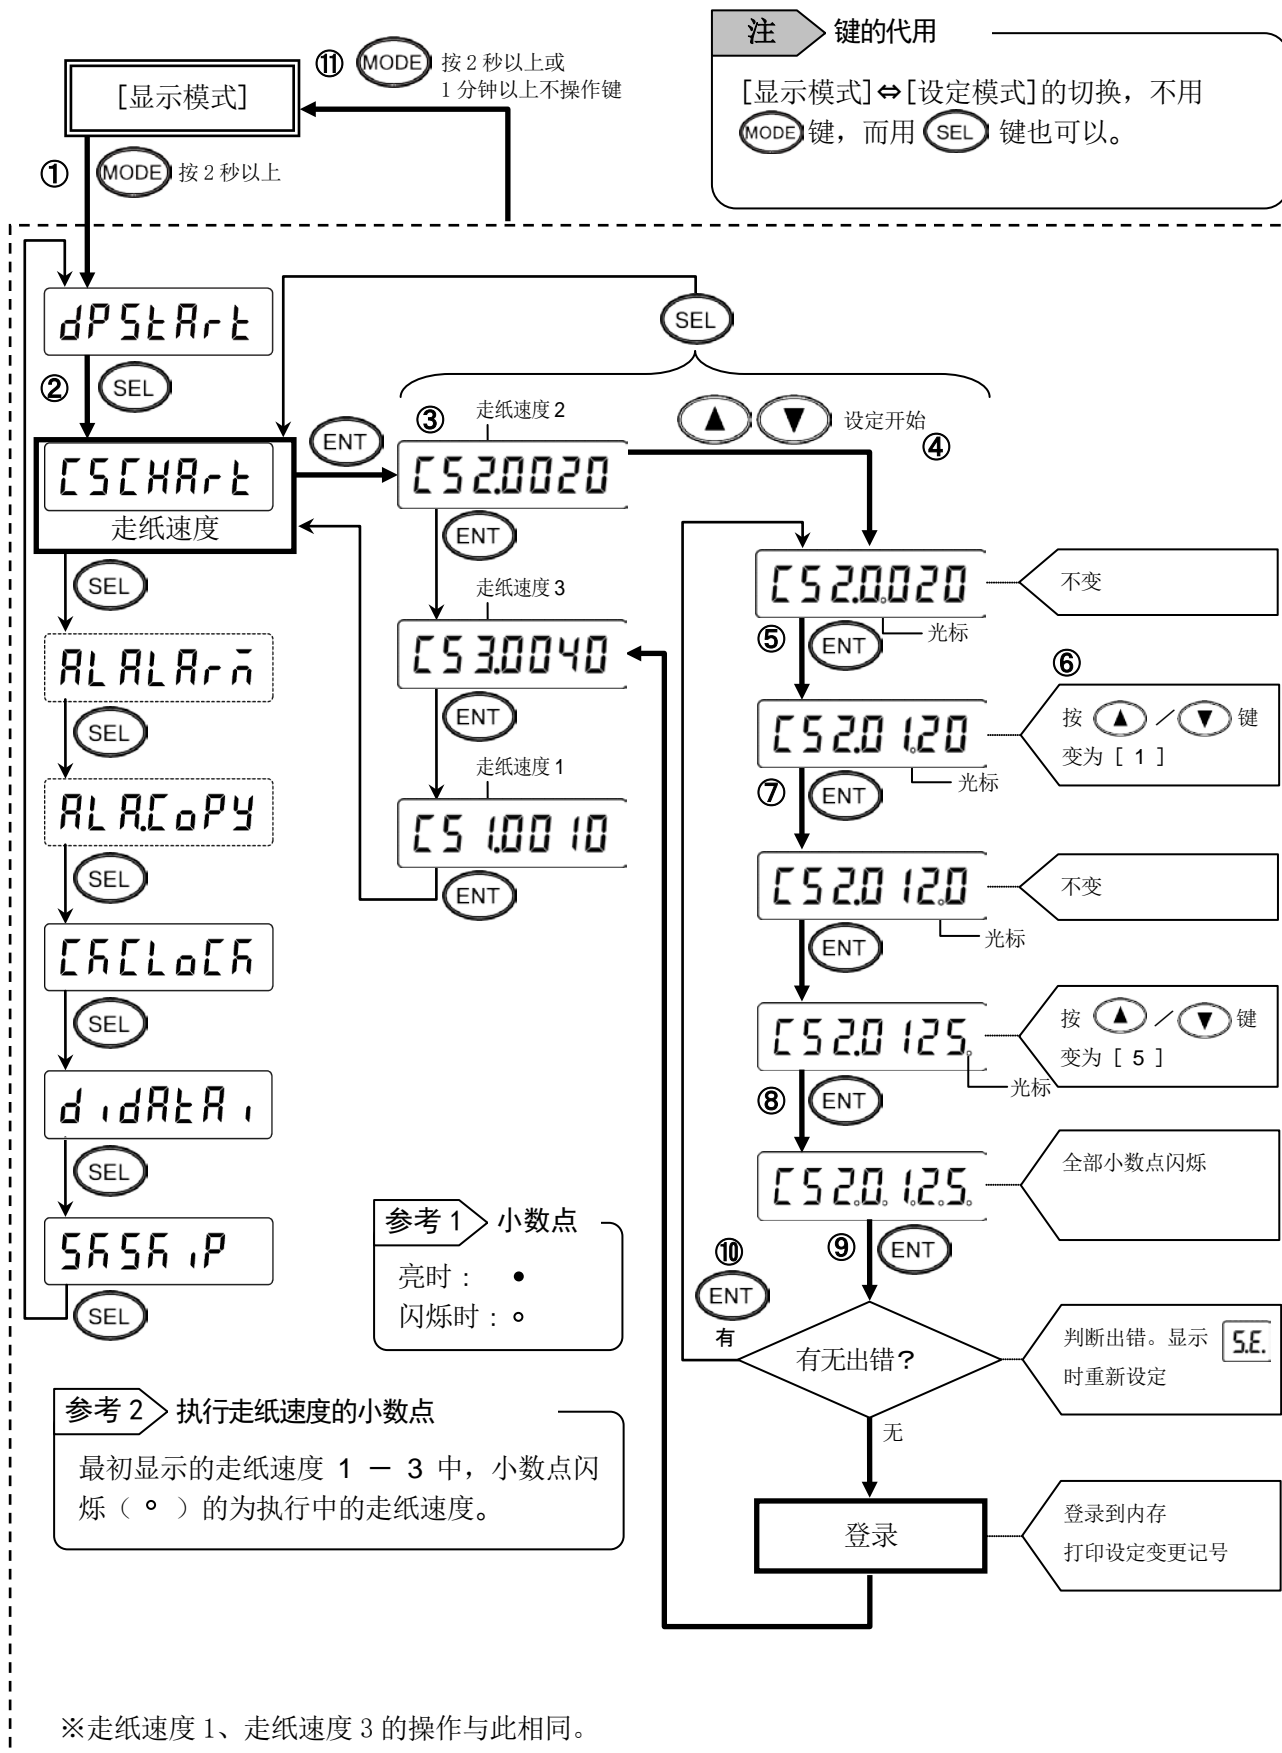 注 键的代用
[显示模式]⇔[设定模式]的切换，不用
MODE 键，而用 SEL 键也可以。
[显示模式]
⑪ MODE 按 2 秒以上或
1 分钟以上不操作键
① MODE 按 2 秒以上
dPStArt
② SEL
CSCHArt
走纸速度
SEL
ALALArm
SEL
ALA.CoPY
SEL
CKCLoCK
SEL
didAtAi
SEL
SKSKiP
SEL
ENT
SEL
③ 走纸速度 2
CS2.0020
ENT
走纸速度 3
CS3.0040
ENT
走纸速度 1
CS1.0010
ENT
▲ ▼ 设定开始
④
CS2.0.020
光标
不变
⑤ ENT
CS2.01.20
光标
⑥
按 ▲ ／ ▼ 键
变为 [ 1 ]
⑦ ENT
CS2.012.0
光标
不变
ENT
CS2.0125.
光标
按 ▲ ／ ▼ 键
变为 [ 5 ]
⑧ ENT
CS2.0.1.2.5.
全部小数点闪烁
⑨ ENT
⑩
ENT
有
有无出错?
判断出错。显示 S.E.
时重新设定
无
登录
登录到内存
打印设定变更记号
参考 1 小数点
亮时： ●
闪烁时：○
参考 2 执行走纸速度的小数点
最初显示的走纸速度 1 － 3 中，小数点闪
烁（ ○ ）的为执行中的走纸速度。
※走纸速度 1、走纸速度 3 的操作与此相同。